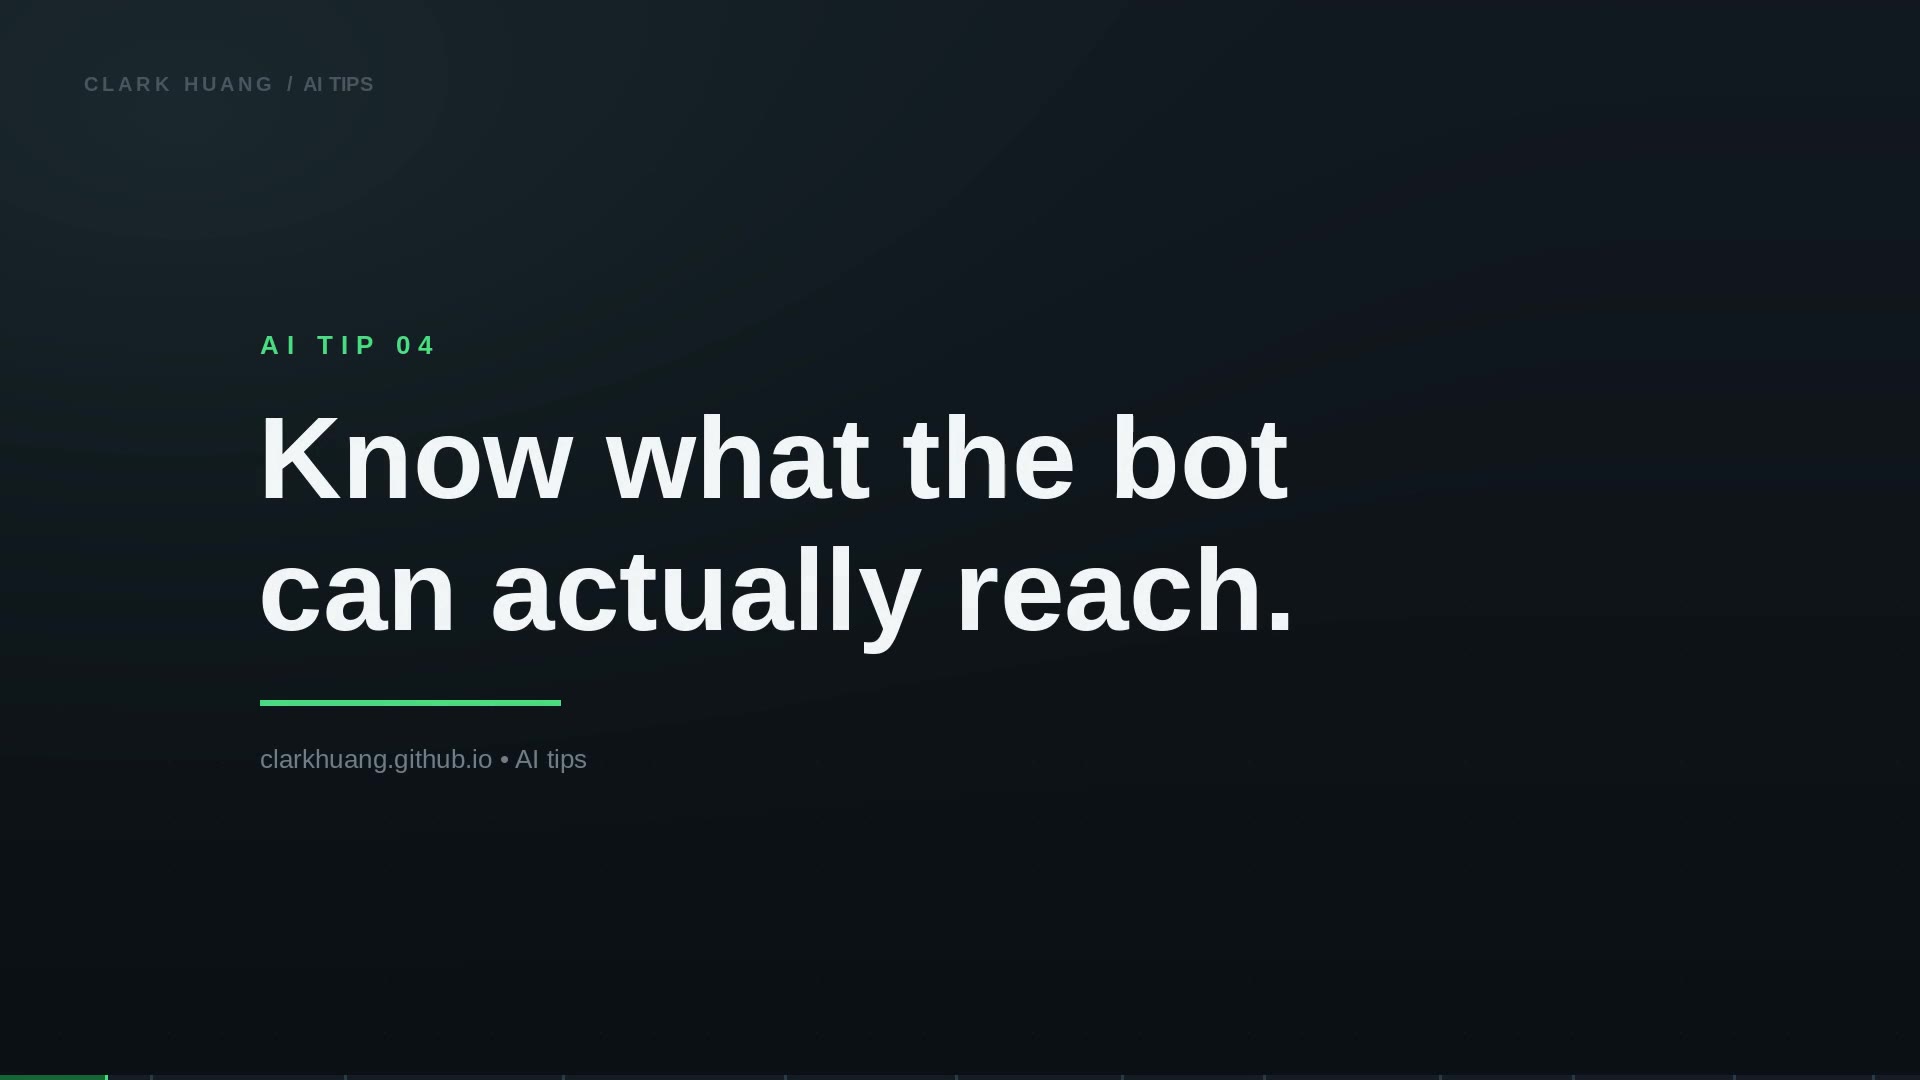 CLARK HUANG / AI TIPS
AI TIP 04
Know what the bot
can actually reach.
clarkhuang.github.io • AI tips